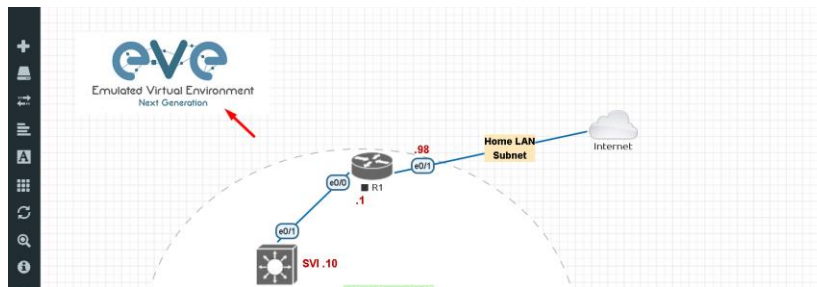 eve
Emulated Virtual Environment
Next Generation
.98
Home LAN
Subnet
Internet
e0/1
e0/0
R1
.1
e0/1
SVI .10
A